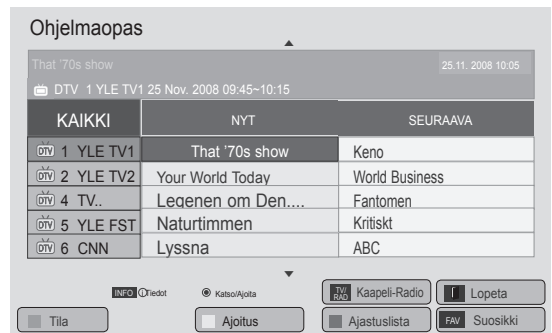 Ohjelmaopas
That '70s show 25.11. 2008 10:05
DTV 1 YLE TV1 25 Nov. 2008 09:45~10:15
KAIKKI NYT SEURAAVA
DTV 1 YLE TV1 That '70s show Keno
DTV 2 YLE TV2 Your World Today World Business
DTV 4 TV.. Legenen om Den.... Fantomen
DTV 5 YLE FST Naturtimmen Kritiskt
DTV 6 CNN Lyssna ABC
INFO i Tiedot Katso/Ajoita TV/RAD Kaapeli-Radio Lopeta
Tila Ajoitus Ajastuslista FAV Suosikki